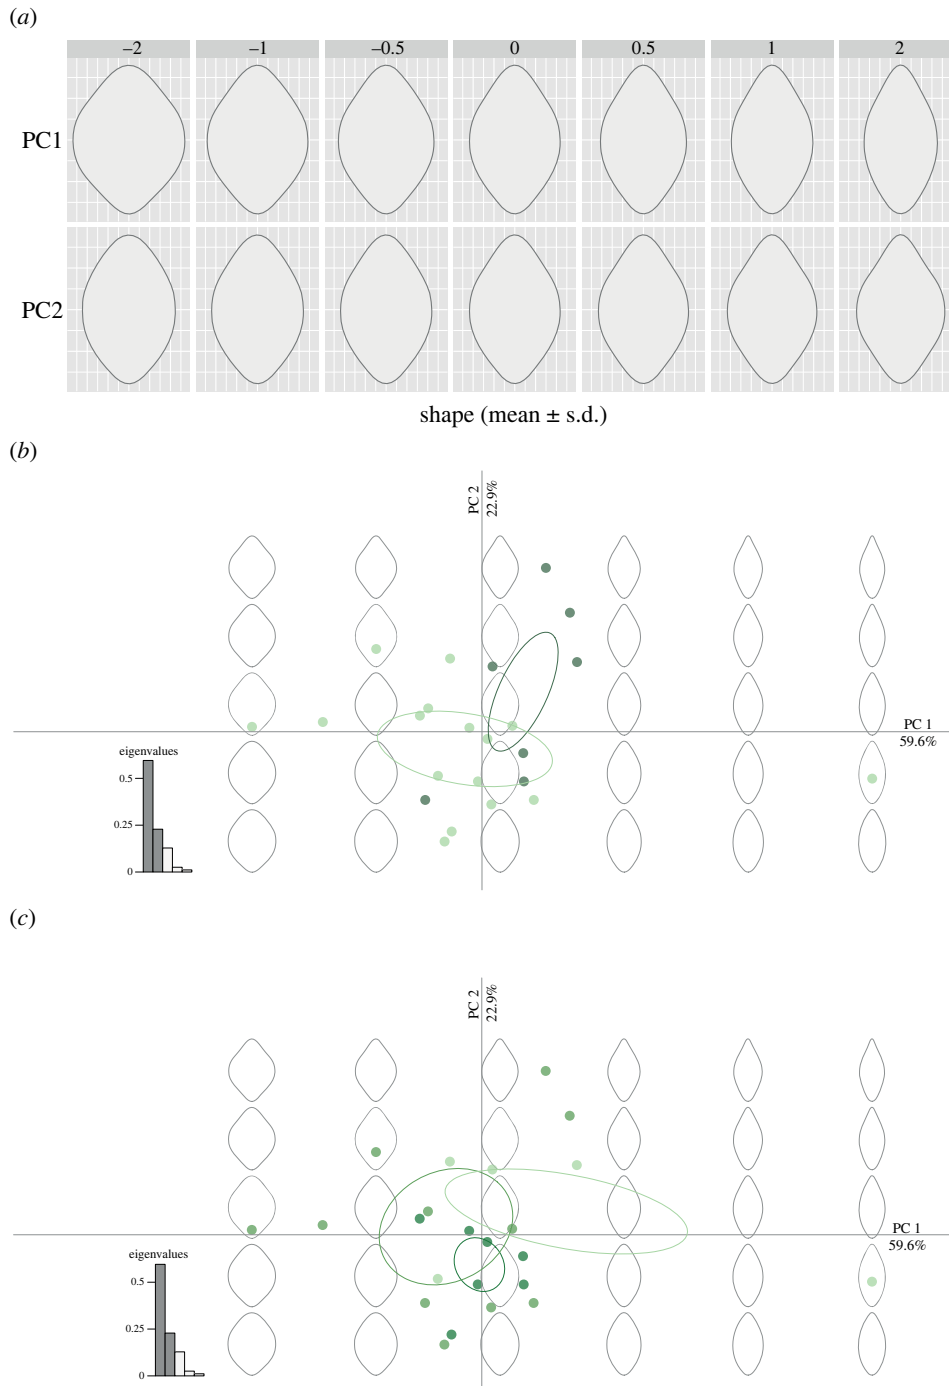 (a)
–2 –1 –0.5 0 0.5 1 2
PC1
PC2
shape (mean ± s.d.)
(b)
PC 2
22.9%
PC 1
59.6%
eigenvalues
0.5
0.25
0
(c)
PC 2
22.9%
PC 1
59.6%
eigenvalues
0.5
0.25
0